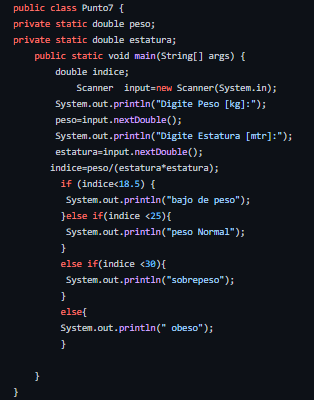 public class Punto7 {
private static double peso;
private static double estatura;
public static void main(String[] args) {
double indice;
Scanner input=new Scanner(System.in);
System.out.println("Digite Peso [kg]:");
peso=input.nextDouble();
System.out.println("Digite Estatura [mtr]:");
estatura=input.nextDouble();
indice=peso/(estatura*estatura);
if (indice<18.5) {
System.out.println("bajo de peso");
}else if(indice <25){
System.out.println("peso Normal");
}
else if(indice <30){
System.out.println("sobrepeso");
}
else{
System.out.println(" obeso");
}
}
}